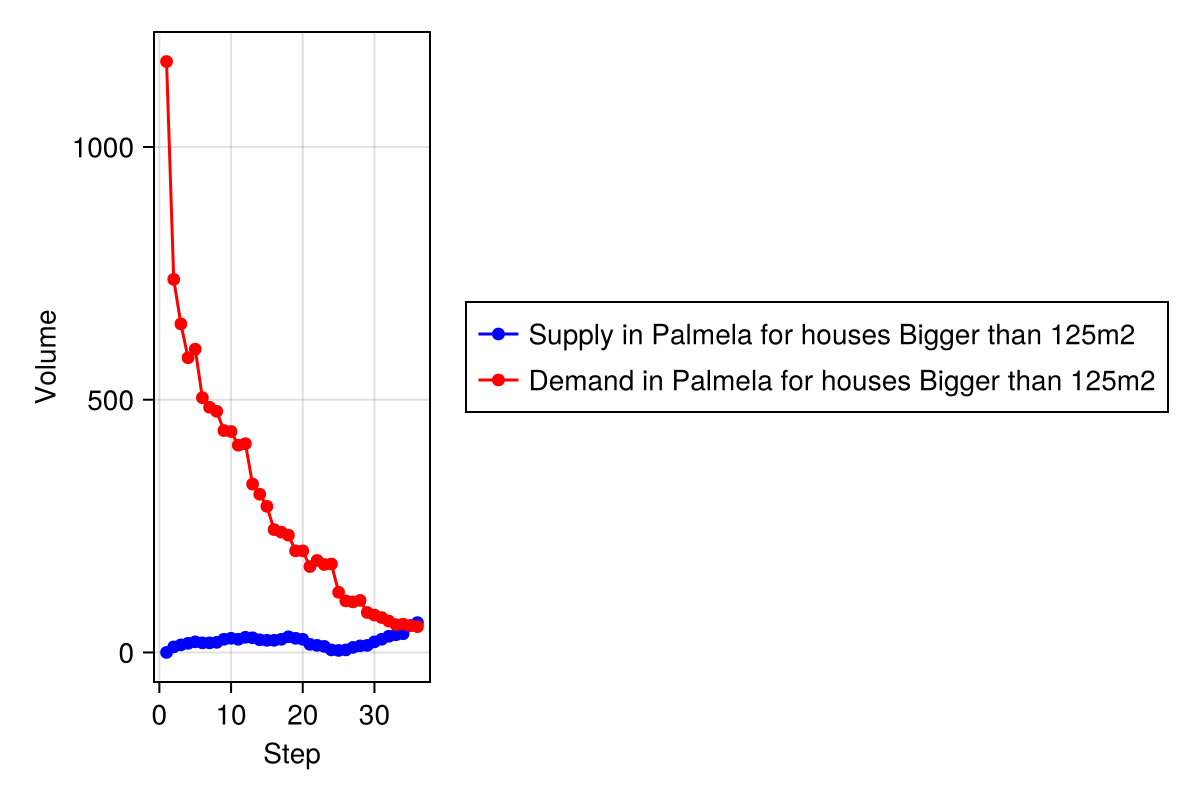 1000
500
0
Volume
0 10 20 30
Step
Supply in Palmela for houses Bigger than 125m2
Demand in Palmela for houses Bigger than 125m2